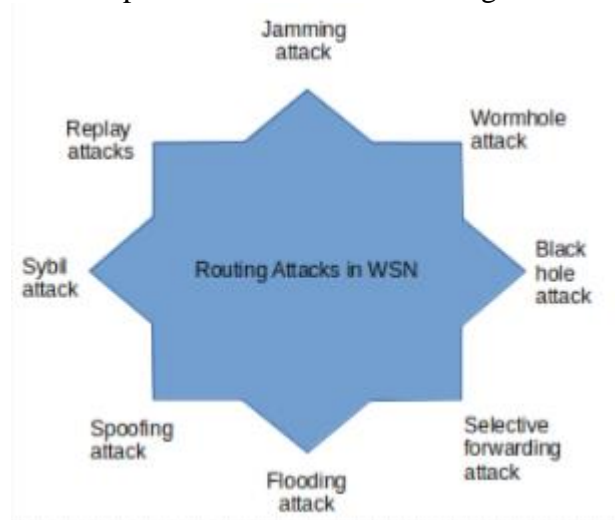 Jamming
attack
Replay
attacks
Wormhole
attack
Sybil
attack
Routing Attacks in WSN
Black
hole
attack
Spoofing
attack
Selective
forwarding
attack
Flooding
attack